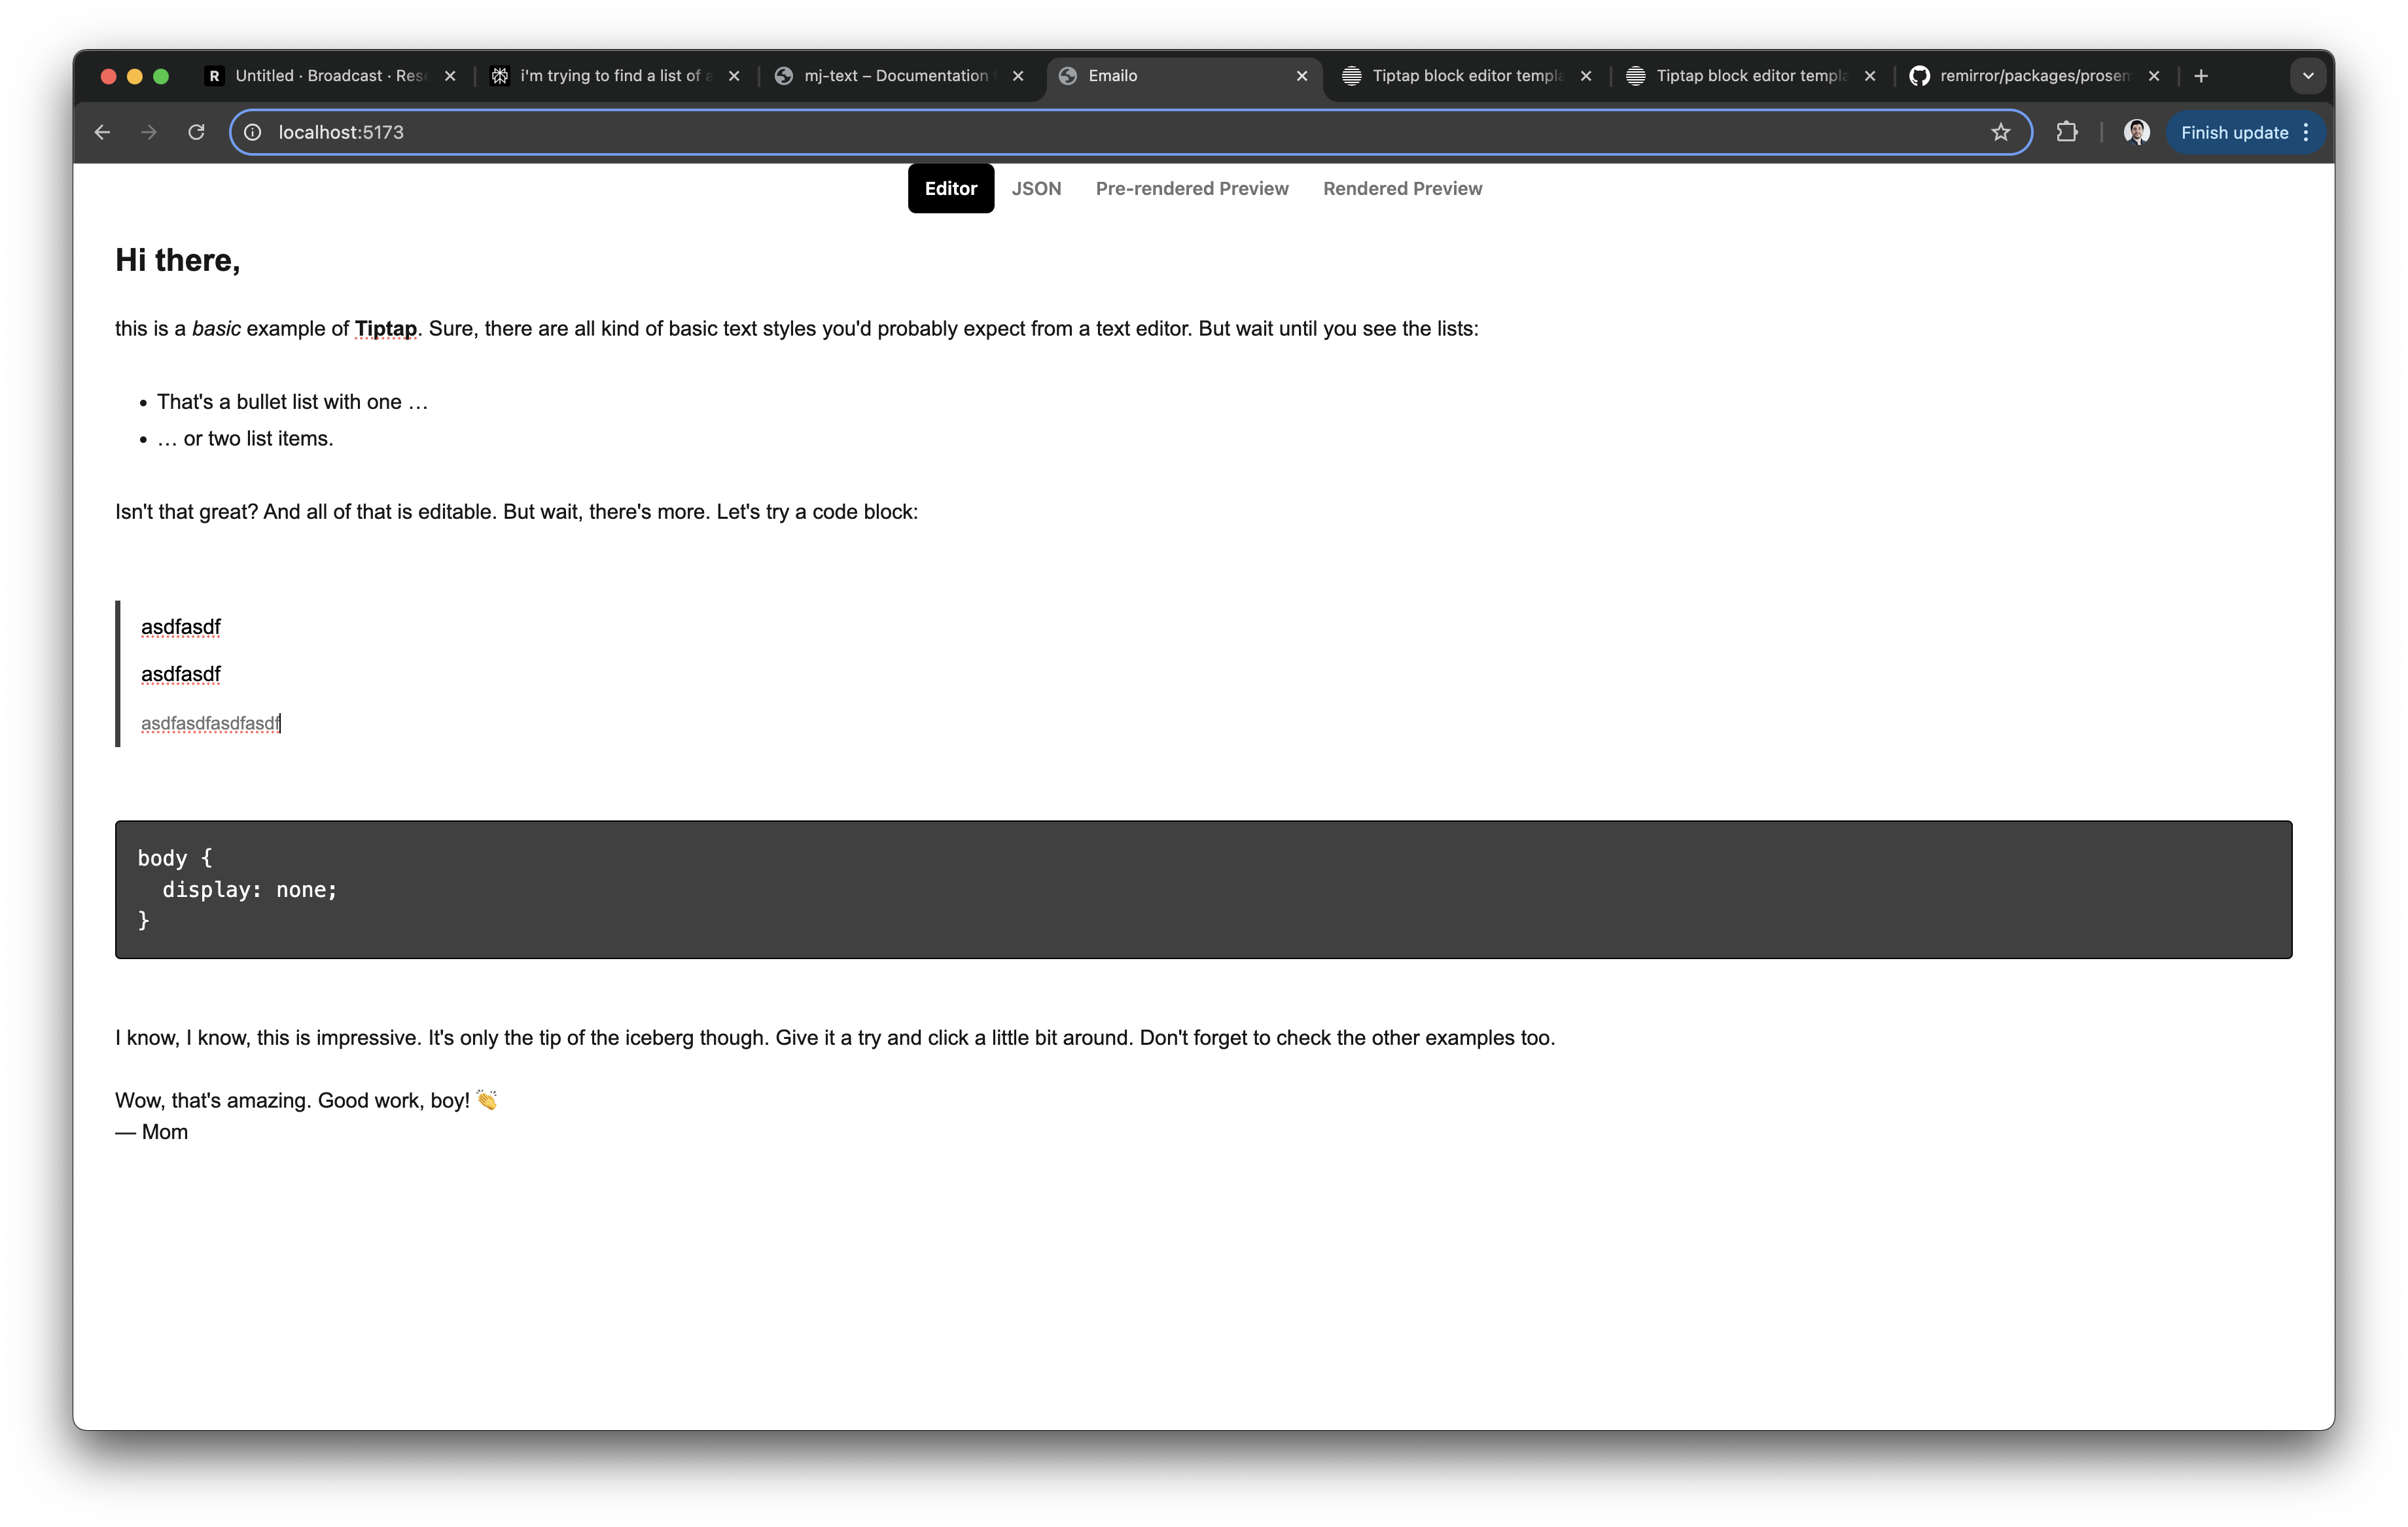 R Untitled · Broadcast · Rese
i'm trying to find a list of a
mj-text – Documentation
Emailo
Tiptap block editor templa
Tiptap block editor templa
remirror/packages/prosem
localhost:5173
Finish update
Editor JSON Pre-rendered Preview Rendered Preview
Hi there,
this is a basic example of Tiptap. Sure, there are all kind of basic text styles you'd probably expect from a text editor. But wait until you see the lists:
• That's a bullet list with one …
• … or two list items.
Isn't that great? And all of that is editable. But wait, there's more. Let's try a code block:
asdfasdf
asdfasdf
asdfasdfasdfasdf
body {
  display: none;
}
I know, I know, this is impressive. It's only the tip of the iceberg though. Give it a try and click a little bit around. Don't forget to check the other examples too.
Wow, that's amazing. Good work, boy! 👏
— Mom